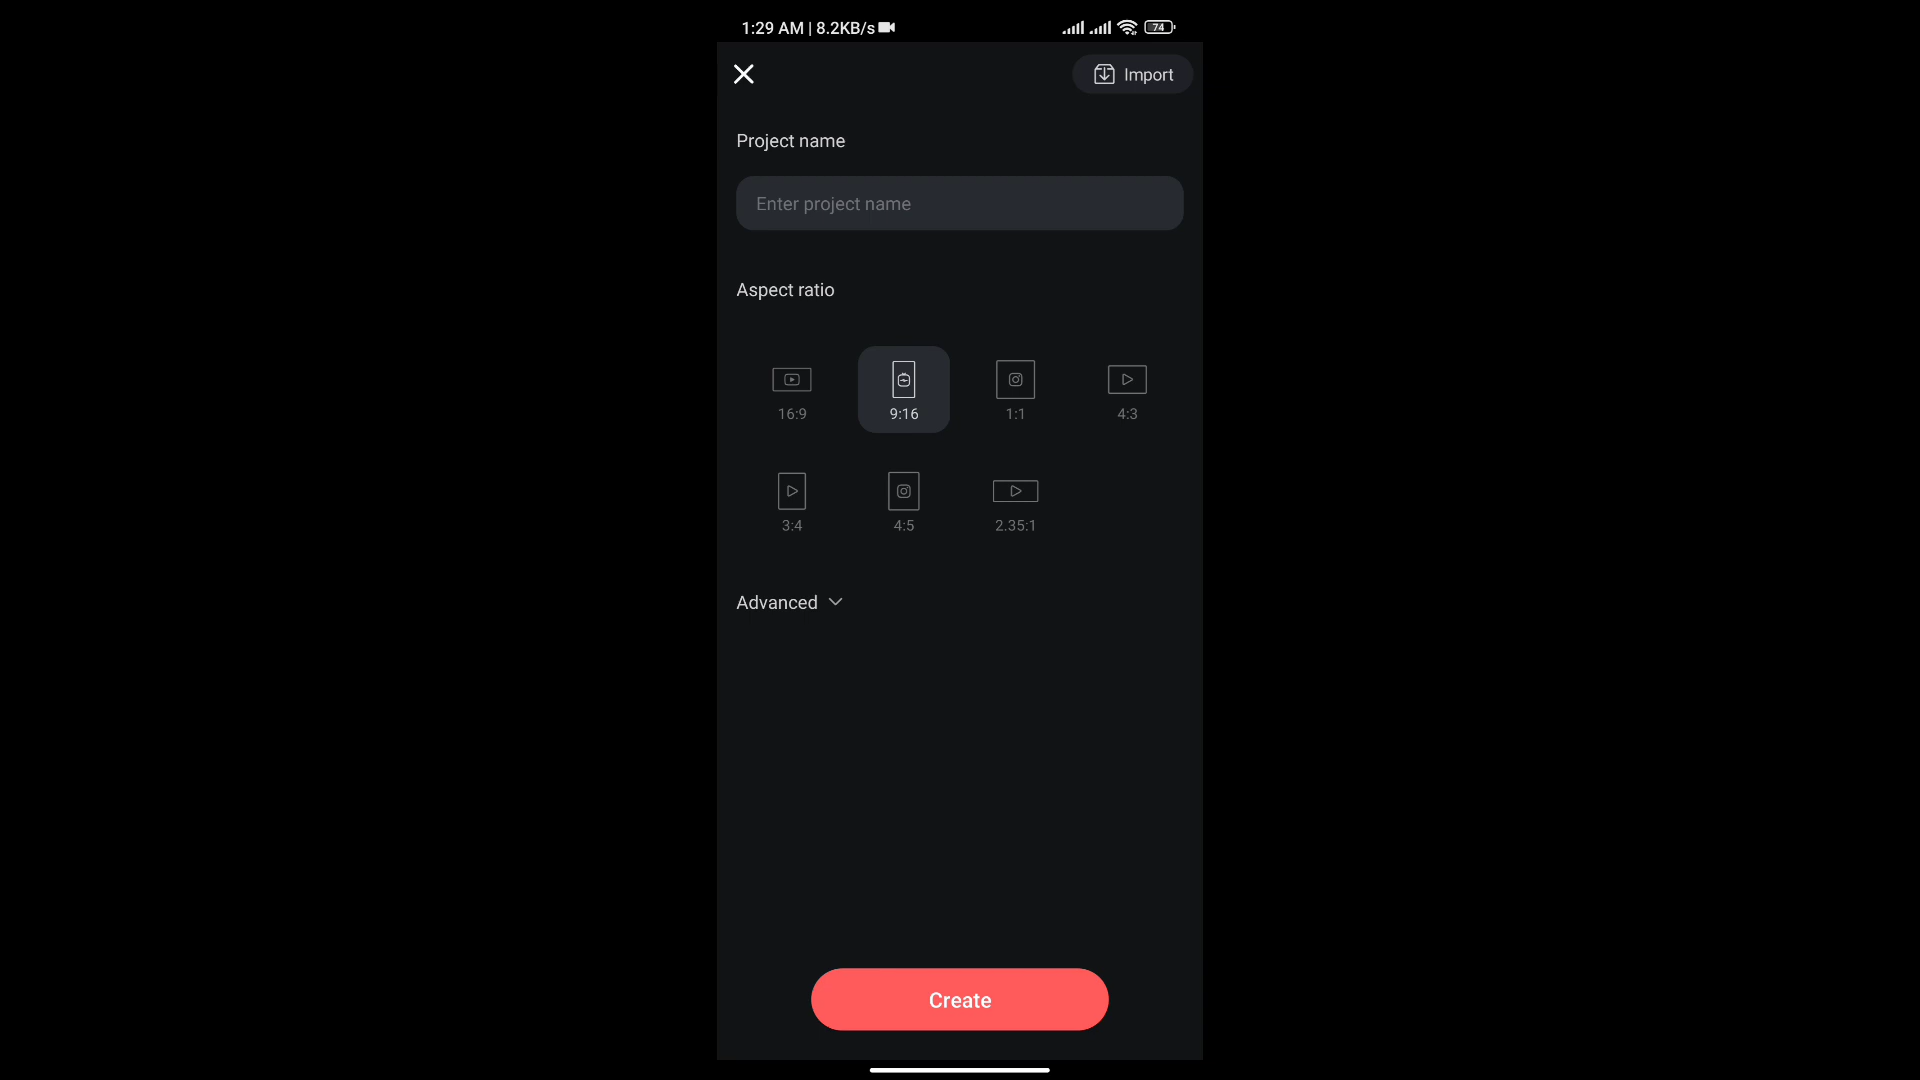 1:29 AM | 8.2KB/s 74
Import
Project name
Enter project name
Aspect ratio
16:9 9:16 1:1 4:3
3:4 4:5 2.35:1
Advanced
Create